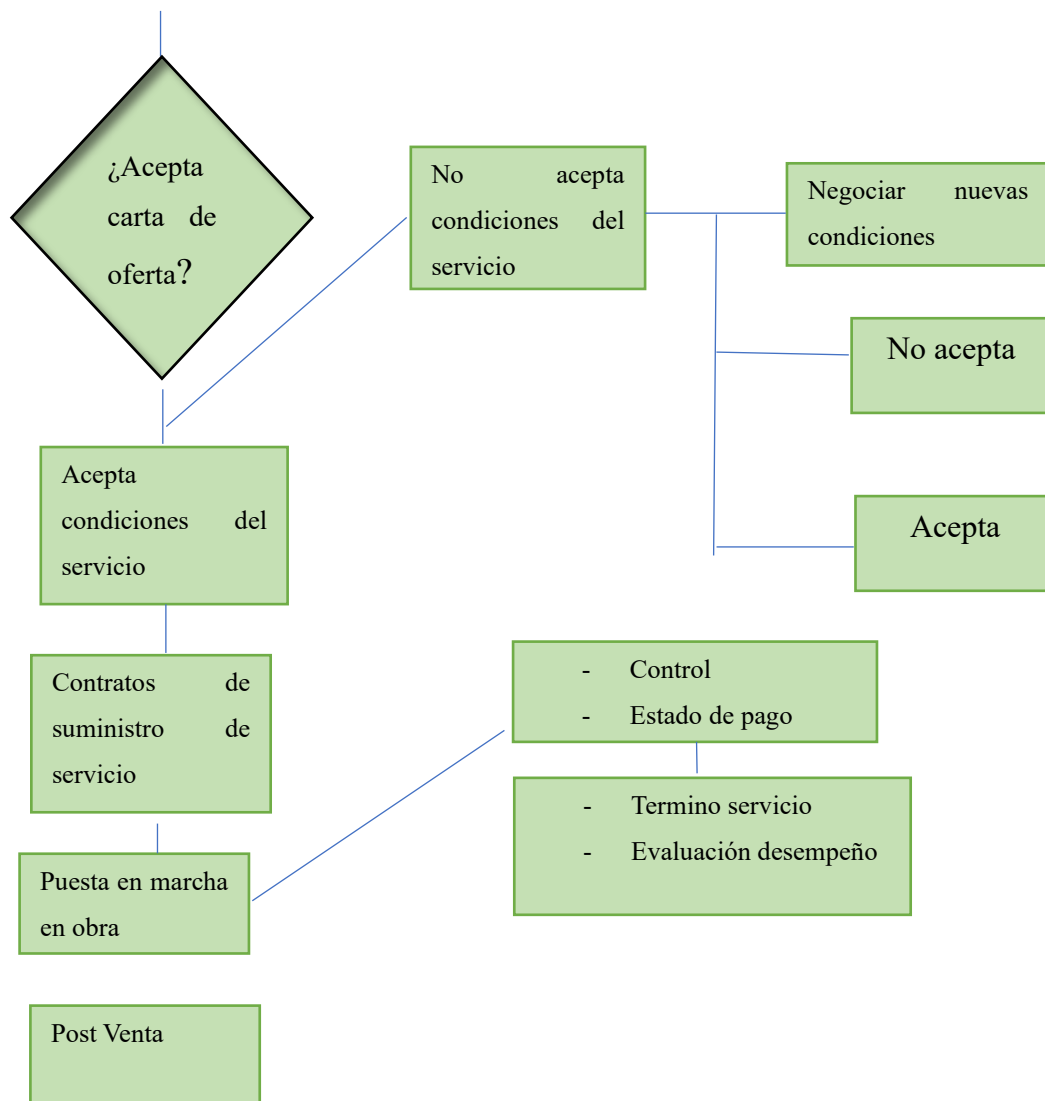 ¿Acepta
carta de
oferta?
No acepta
condiciones del
servicio
Negociar nuevas
condiciones
No acepta
Acepta
Acepta
condiciones del
servicio
Contratos de
suministro de
servicio
- Control
- Estado de pago
- Termino servicio
- Evaluación desempeño
Puesta en marcha
en obra
Post Venta